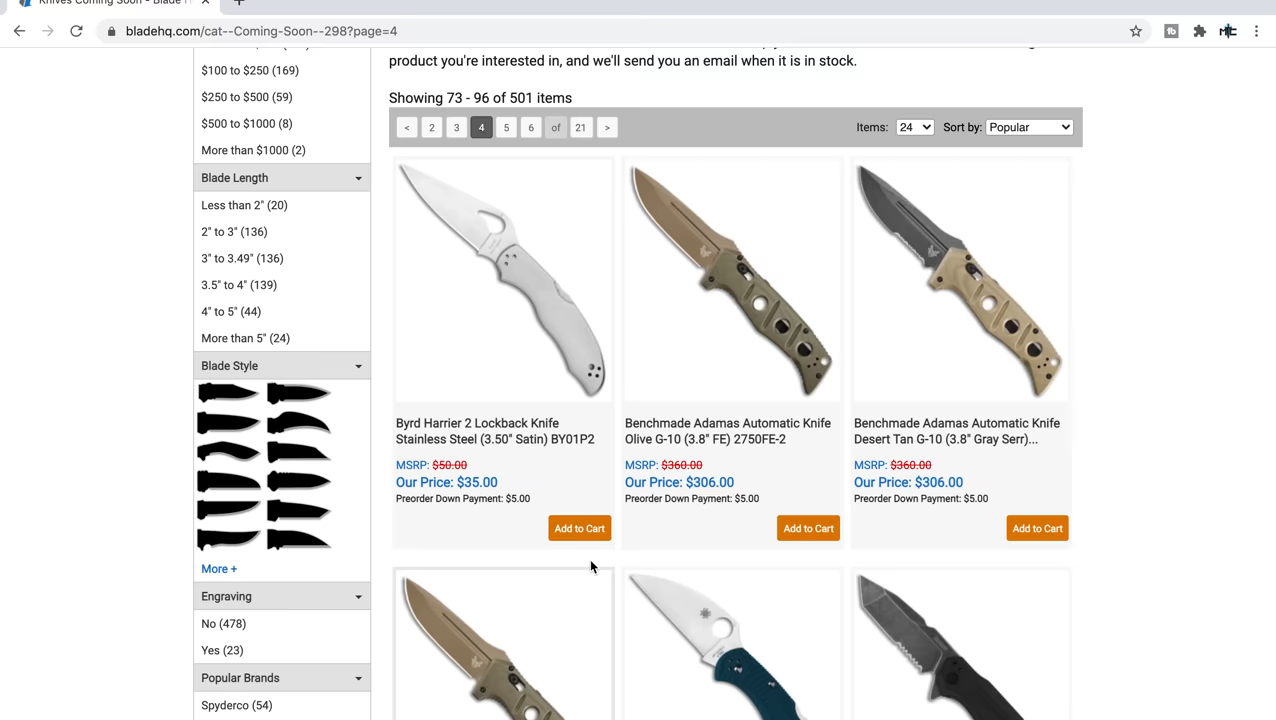 Knives Coming Soon - Blade H
bladehq.com/cat--Coming-Soon--298?page=4
$100 to $250 (169)
$250 to $500 (59)
$500 to $1000 (8)
More than $1000 (2)
Blade Length
Less than 2" (20)
2" to 3" (136)
3" to 3.49" (136)
3.5" to 4" (139)
4" to 5" (44)
More than 5" (24)
Blade Style
More +
Engraving
No (478)
Yes (23)
Popular Brands
Spyderco (54)
product you're interested in, and we'll send you an email when it is in stock.
Showing 73 - 96 of 501 items
< 2 3 4 5 6 of 21 >
Items: 24 Sort by: Popular
Byrd Harrier 2 Lockback Knife
Stainless Steel (3.50" Satin) BY01P2
MSRP: $50.00
Our Price: $35.00
Preorder Down Payment: $5.00
Add to Cart
Benchmade Adamas Automatic Knife
Olive G-10 (3.8" FE) 2750FE-2
MSRP: $360.00
Our Price: $306.00
Preorder Down Payment: $5.00
Add to Cart
Benchmade Adamas Automatic Knife
Desert Tan G-10 (3.8" Gray Serr)...
MSRP: $360.00
Our Price: $306.00
Preorder Down Payment: $5.00
Add to Cart